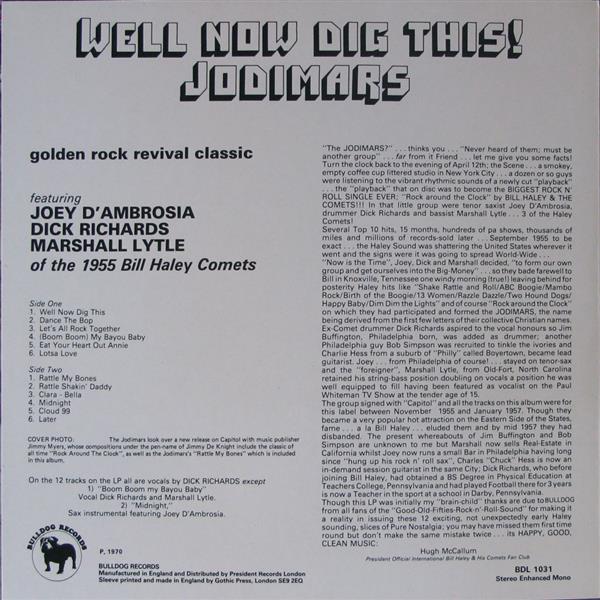 WELL NOW DIG THIS!
JODIMARS
golden rock revival classic
featuring
JOEY D'AMBROSIA
DICK RICHARDS
MARSHALL LYTLE
of the 1955 Bill Haley Comets
Side One
1. Well Now Dig This
2. Dance The Bop
3. Let's All Rock Together
4. (Boom Boom) My Bayou Baby
5. Eat Your Heart Out Annie
6. Lotsa Love
Side Two
1. Rattle My Bones
2. Rattle Shakin' Daddy
3. Clara - Bella
4. Midnight
5. Cloud 99
6. Later
COVER PHOTO: The Jodimars look over a new release on Capitol with music publisher
Jimmy Myers, whose compositions under the pen-name of Jimmy De Knight include the classic of
all time "Rock Around The Clock", as well as the Jodimars's "Rattle My Bones" which is included
in this album.
On the 12 tracks on the LP all are vocals by DICK RICHARDS except
1) "Boom Boom my Bayou Baby"
Vocal Dick Richards and Marshall Lytle.
2) "Midnight,"
Sax instrumental featuring Joey D'Ambrosia.
"The JODIMARS?" . . . thinks you . . . "Never heard of them; must be
another group" . . . far from it Friend . . . let me give you some facts!
Turn the clock back to the evening of April 12th; the Scene . . . a smokey,
empty coffee cup littered studio in New York City . . . a dozen or so guys
were listening to the vibrant rhythmic sounds of a newly cut "playback"
. . . the "playback" that on disc was to become the BIGGEST ROCK N'
ROLL SINGLE EVER; "Rock around the Clock" by BILL HALEY & THE
COMETS!!! In that little group were tenor saxist Joey D'Ambrosia,
drummer Dick Richards and bassist Marshall Lytle . . . 3 of the Haley
Comets!
Several Top 10 hits, 15 months, hundreds of pa shows, thousands of
miles and millions of records-sold later . . . September 1955 to be
exact . . . the Haley Sound was shattering the United States wherever it
went and the signs were it was going to spread World-Wide . . .
"Now is the Time", Joey, Dick and Marshall decided, "to form our own
group and get ourselves into the Big-Money" . . . so they bade farewell to
Bill in Knoxville, Tennessee one windy morning (true!) leaving behind for
posterity Haley hits like "Shake Rattle and Roll/ABC Boogie/Mambo
Rock/Birth of the Boogie/13 Women/Razzle Dazzle/Two Hound Dogs/
Happy Baby/Dim Dim the Lights" and of course "Rock around the Clock"
on which they had participated and formed the JODIMARS, the name
being derived from the first few letters of their collective Christian names.
Ex-Comet drummer Dick Richards aspired to the vocal honours so Jim
Buffington, Philadelphia born, was added as drummer; another
Philadelphia guy Bob Simpson was recruited to tinkle the ivories and
Charlie Hess from a suburb of "Philly" called Boyertown, became lead
guitarist. Joey . . . from Philadelphia of course! . . . stayed on tenor-sax
and the "foreigner", Marshall Lytle, from Old-Fort, North Carolina
retained his string-bass position doubling on vocals a position he was
well equipped to fill having been featured as vocalist on the Paul
Whiteman TV Show at the tender age of 15.
The group signed with "Capitol" and all the tracks on this album were for
this label between November 1955 and January 1957. Though they
became a very popular hot attraction on the Eastern Side of the States,
fame . . . a la Bill Haley . . . eluded them and by mid 1957 they had
disbanded. The present whereabouts of Jim Buffington and Bob
Simpson are unknown to me but Marshall now sells Real-Estate in
California whilst Joey now runs a small Bar in Philadelphia having long
since "hung up his rock n' roll sax", Charles "Chuck" Hess is now an
in-demand session guitarist in the same City; Dick Richards, who before
joining Bill Haley, had obtained a BS Degree in Physical Education at
Teachers College, Pennsylvania and had played Football there for 3 years
is now a Teacher in the sport at a school in Darby, Pennsylvania.
Though this LP was initially my "brain-child" thanks are due to BULLDOG
from all fans of the "Good-Old-Fifties-Rock-n'-Roll-Sound" for making it
a reality in issuing these 12 exciting, not unexpectedly early Haley
sounding, slices of Pure Nostalgia; you may have missed them first time
round but don't make the same mistake twice . . . its HAPPY, GOOD,
CLEAN MUSIC:
Hugh McCallum
President Official International Bill Haley & His Comets Fan Club
BULLDOG RECORDS
P, 1970
BULLDOG RECORDS
Manufactured in England and Distributed by President Records London
Sleeve printed and made in England by Gothic Press, London SE9 2EQ
BDL 1031
Stereo Enhanced Mono